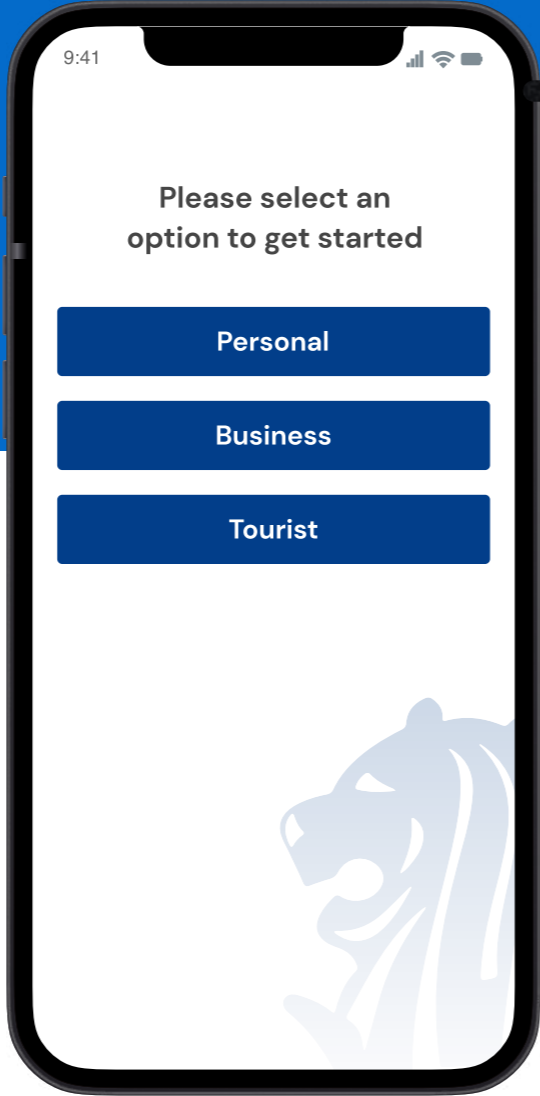 9:41
Please select an
option to get started
Personal
Business
Tourist